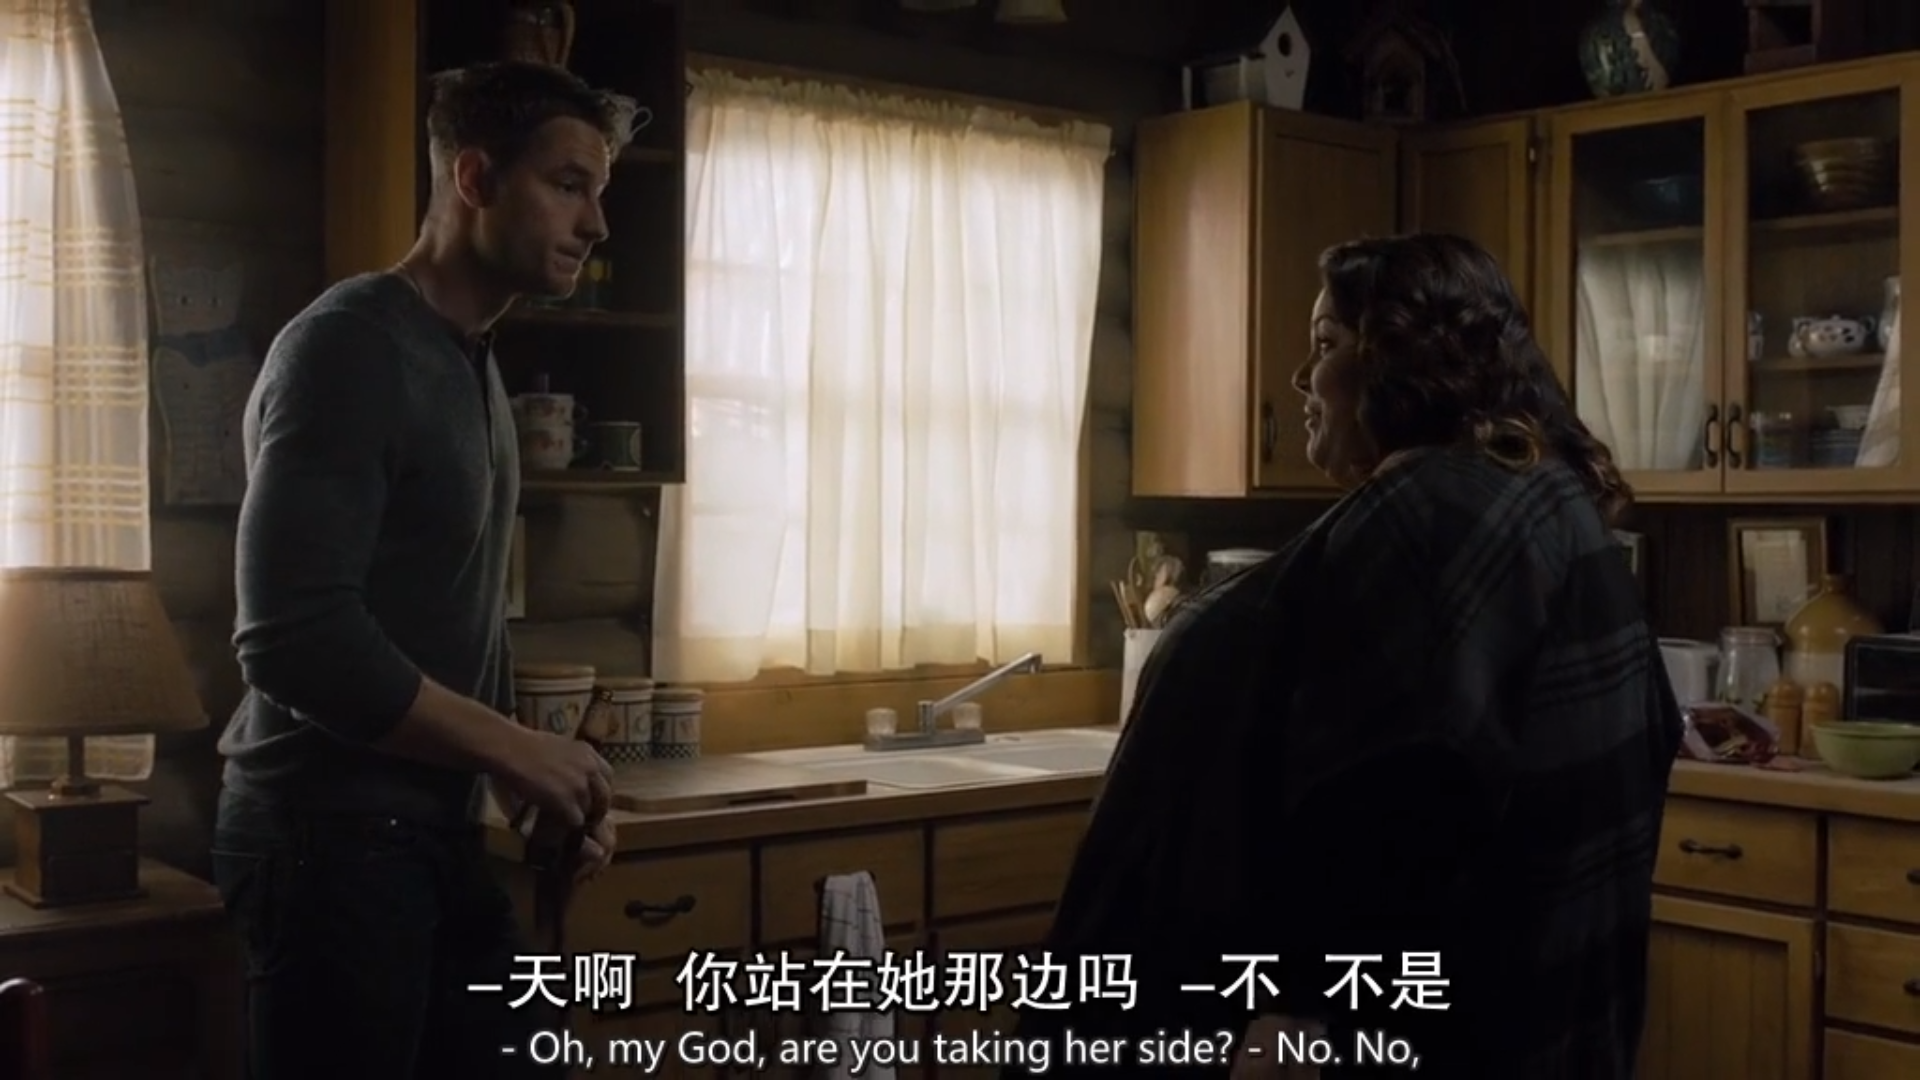 –天啊 你站在她那边吗 –不 不是
- Oh, my God, are you taking her side? - No. No,